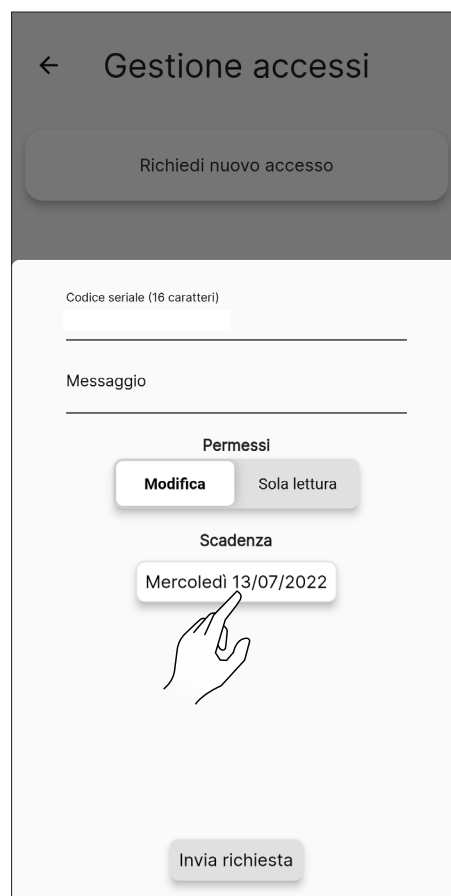 Gestione accessi
Richiedi nuovo accesso
Codice seriale (16 caratteri)
Messaggio
Permessi
Modifica Sola lettura
Scadenza
Mercoledì 13/07/2022
Invia richiesta